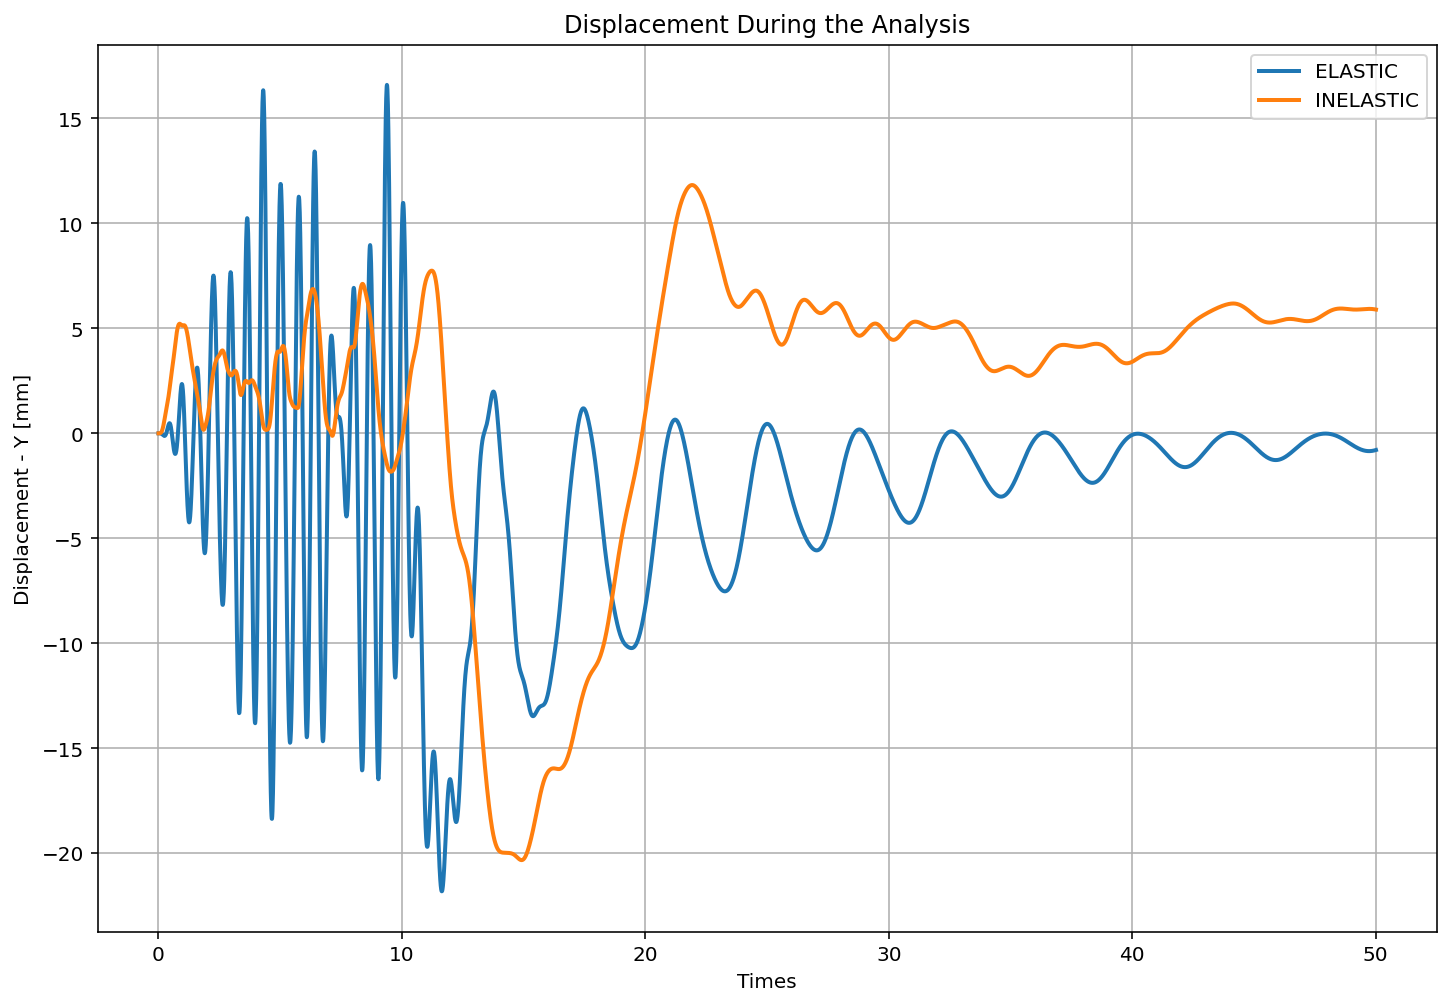 Displacement During the Analysis
ELASTIC
INELASTIC
Displacement - Y [mm]
15
10
5
0
−5
−10
−15
−20
0 10 20 30 40 50
Times